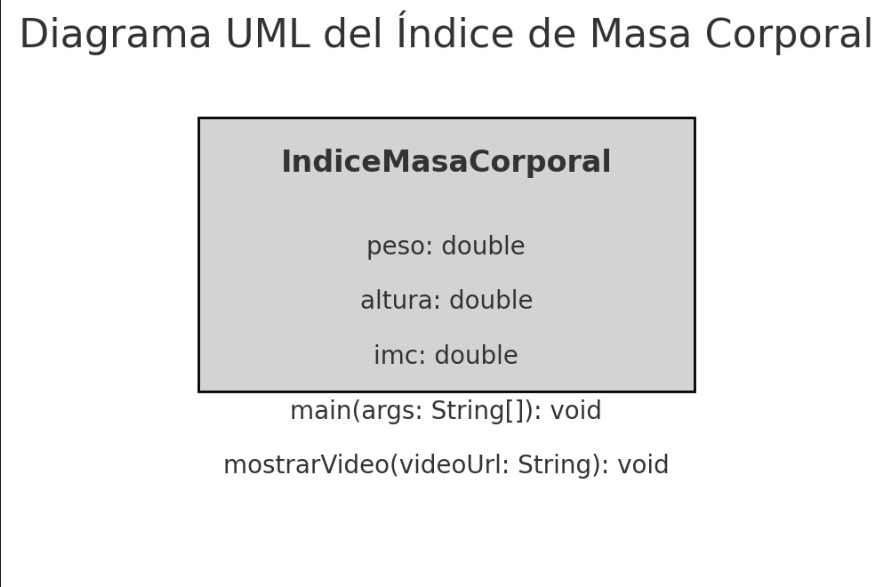 Diagrama UML del Índice de Masa Corporal
IndiceMasaCorporal
peso: double
altura: double
imc: double
main(args: String[]): void
mostrarVideo(videoUrl: String): void